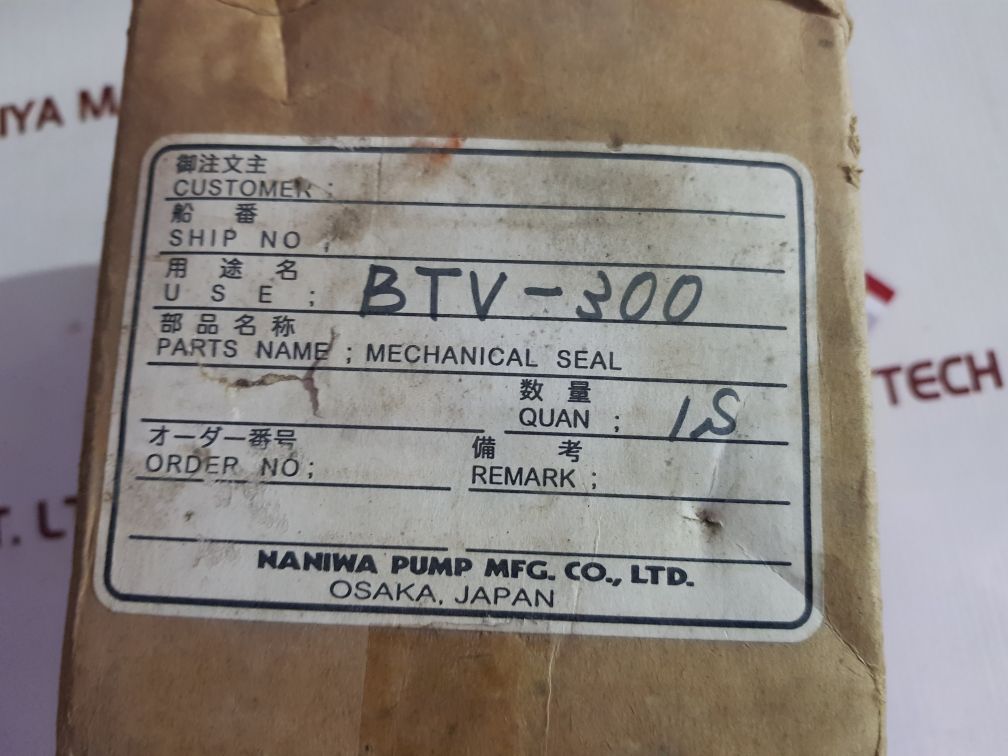 IYA MA
御注文主
CUSTOMER :
船 番
SHIP NO ;
用 途 名
U S E ; BTV-300
部 品 名 称
PARTS NAME ; MECHANICAL SEAL
数 量
QUAN ; 1S
TECH
オーダー番号
ORDER NO ;
備 考
REMARK ;
T. LT
NANIWA PUMP MFG. CO., LTD.
OSAKA, JAPAN